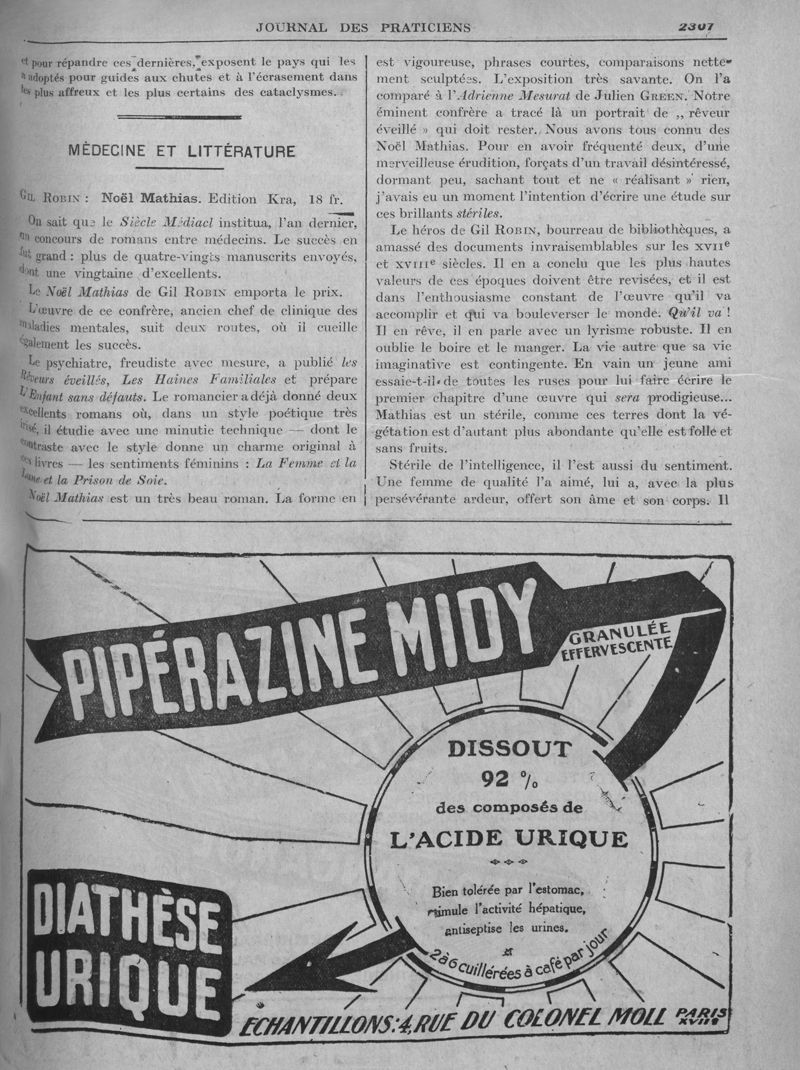 JOURNAL DES PRATICIENS
2307
et pour répandre ces dernières, exposent le pays qui les
a adoptés pour guides aux chutes et à l'écrasement dans
les plus affreux et les plus certains des cataclysmes.
MÉDECINE ET LITTÉRATURE
Gil Robin : Noël Mathias. Edition Kra, 18 fr.
On sait que le Siècle Médiacl institua, l'an dernier,
un concours de romans entre médecins. Le succès en
fut grand : plus de quatre-vingts manuscrits envoyés,
dont une vingtaine d'excellents.
Le Noël Mathias de Gil Robin emporta le prix.
L'œuvre de ce confrère, ancien chef de clinique des
maladies mentales, suit deux routes, où il cueille
également les succès.
Le psychiatre, freudiste avec mesure, a publié les
Rêveurs éveillés, Les Haines Familiales et prépare
L'Enfant sans défauts. Le romancier a déjà donné deux
excellents romans où, dans un style poétique très
irisé, il étudie avec une minutie technique — dont le
contraste avec le style donne un charme original à
ces livres — les sentiments féminins : La Femme et la
Lune et la Prison de Soie.
Noël Mathias est un très beau roman. La forme en
est vigoureuse, phrases courtes, comparaisons nette-
ment sculptées. L'exposition très savante. On l'a
comparé à l'Adrienne Mesurat de Julien Green. Notre
éminent confrère a tracé là un portrait de „ rêveur
éveillé » qui doit rester. Nous avons tous connu des
Noël Mathias. Pour en avoir fréquenté deux, d'une
merveilleuse érudition, forçats d'un travail désintéressé,
dormant peu, sachant tout et ne « réalisant » rien,
j'avais eu un moment l'intention d'écrire une étude sur
ces brillants stériles.
Le héros de Gil Robin, bourreau de bibliothèques, a
amassé des documents invraisemblables sur les XVIIe
et XVIIIe siècles. Il en a conclu que les plus hautes
valeurs de ces époques doivent être revisées, et il est
dans l'enthousiasme constant de l'œuvre qu'il va
accomplir et qui va bouleverser le monde. Qu'il va !
Il en rêve, il en parle avec un lyrisme robuste. Il en
oublie le boire et le manger. La vie autre que sa vie
imaginative est contingente. En vain un jeune ami
essaie-t-il de toutes les ruses pour lui faire écrire le
premier chapitre d'une œuvre qui sera prodigieuse...
Mathias est un stérile, comme ces terres dont la vé-
gétation est d'autant plus abondante qu'elle est folle et
sans fruits.
Stérile de l'intelligence, il l'est aussi du sentiment.
Une femme de qualité l'a aimé, lui a, avec la plus
persévérante ardeur, offert son âme et son corps. Il
PIPÉRAZINE MIDY
GRANULÉE
EFFERVESCENTE
DISSOUT
92 %
des composés de
L'ACIDE URIQUE
Bien tolérée par l'estomac,
stimule l'activité hépatique,
antiseptise les urines.
2 à 6 cuillérées à café par jour
DIATHÈSE
URIQUE
ECHANTILLONS: 4, RUE DU COLONEL MOLL PARIS XVIIe